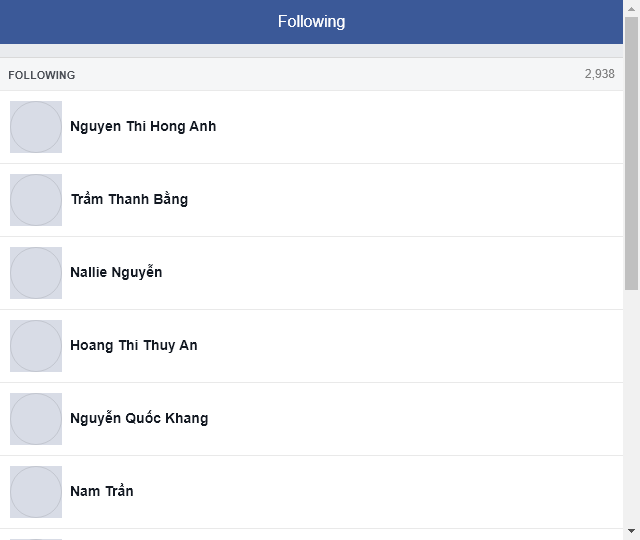 Following
FOLLOWING 2,938
Nguyen Thi Hong Anh
Trầm Thanh Bằng
Nallie Nguyễn
Hoang Thi Thuy An
Nguyễn Quốc Khang
Nam Trần